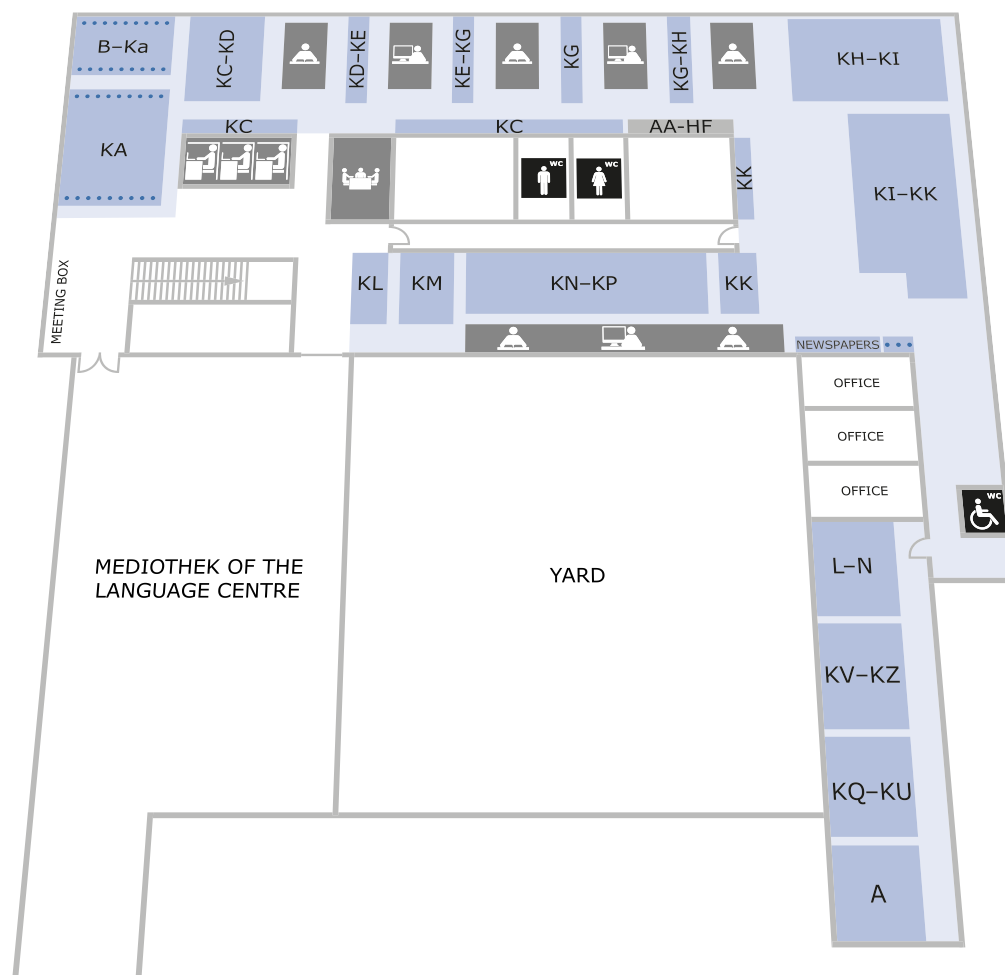 B–Ka
KC–KD
KD–KE
KE–KG
KG
KG–KH
KH–KI
KA
KC
KC
AA-HF
WC
WC
KK
KI–KK
MEETING BOX
KL
KM
KN–KP
KK
NEWSPAPERS
OFFICE
OFFICE
OFFICE
WC
MEDIOTHEK OF THE
LANGUAGE CENTRE
YARD
L–N
KV–KZ
KQ–KU
A